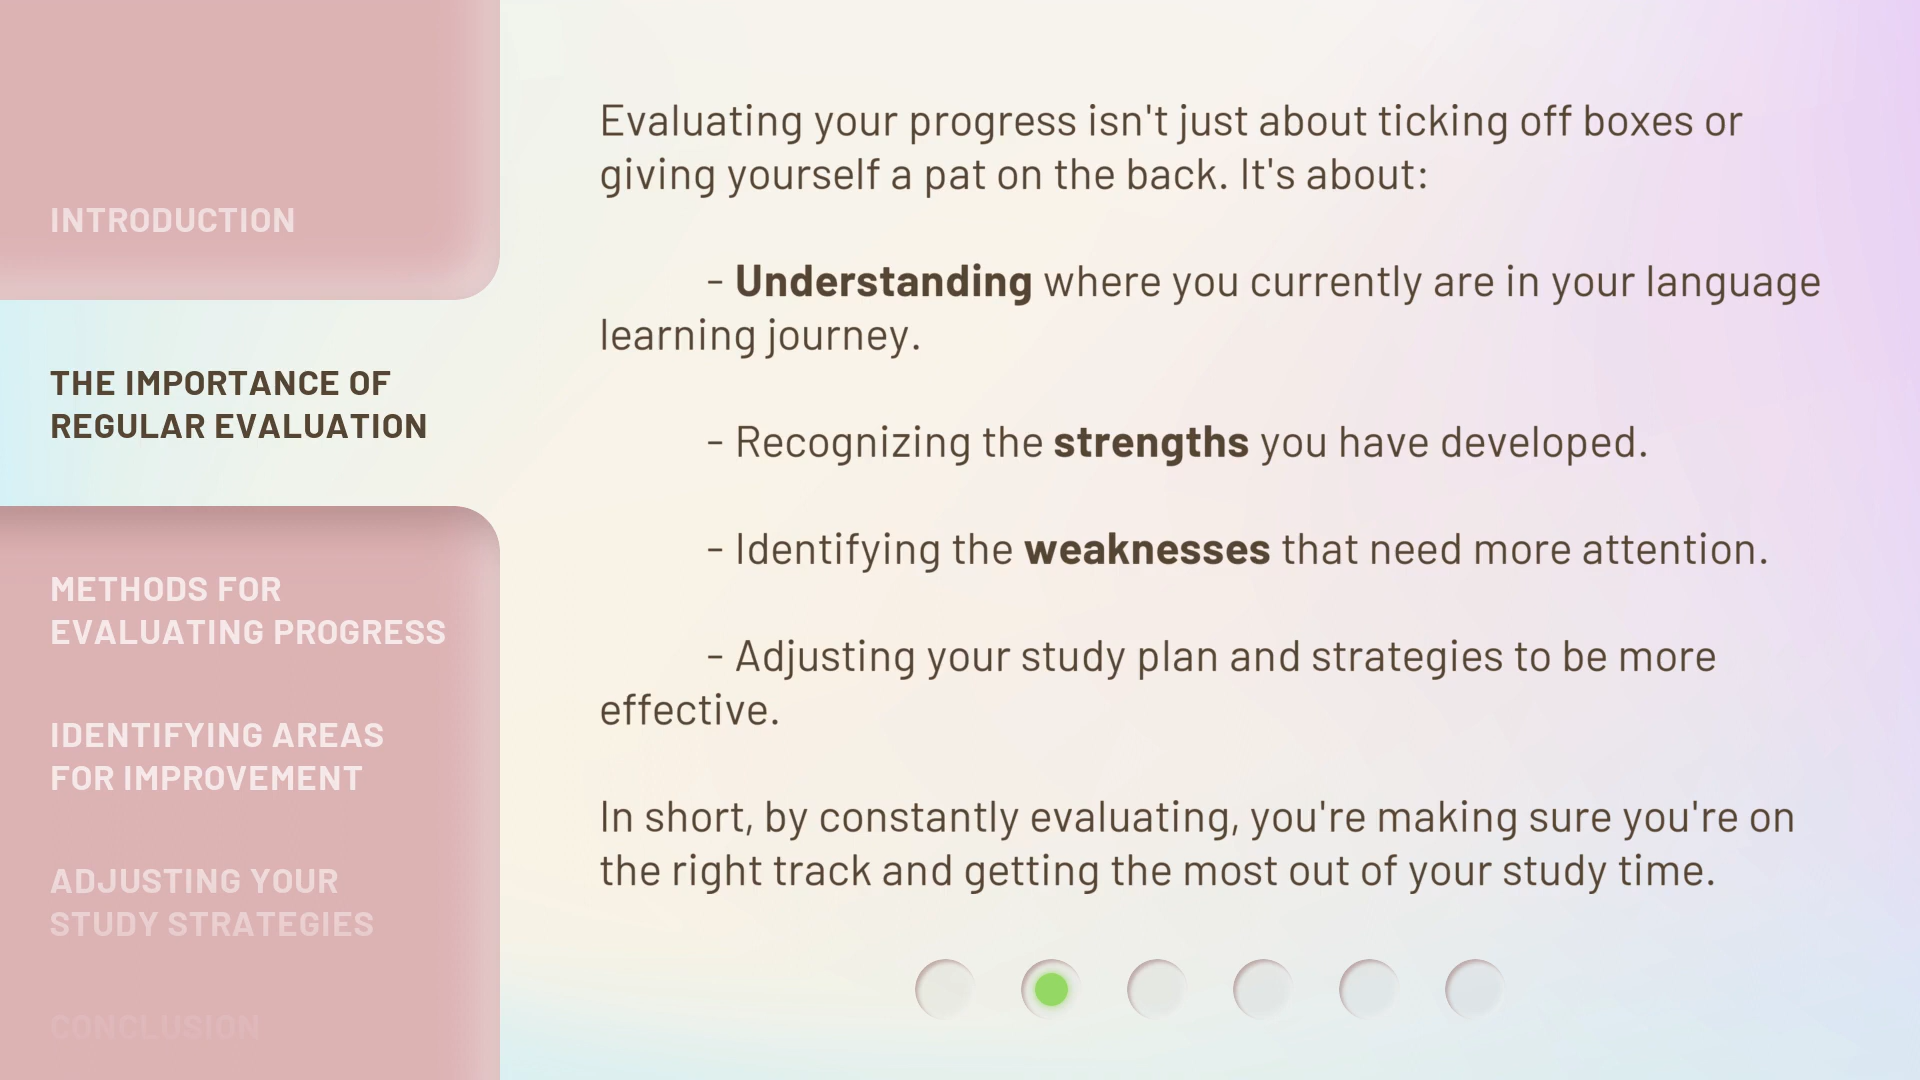 INTRODUCTION
THE IMPORTANCE OF
REGULAR EVALUATION
METHODS FOR
EVALUATING PROGRESS
IDENTIFYING AREAS
FOR IMPROVEMENT
ADJUSTING YOUR
STUDY STRATEGIES
CONCLUSION
Evaluating your progress isn't just about ticking off boxes or
giving yourself a pat on the back. It's about:
- Understanding where you currently are in your language
learning journey.
- Recognizing the strengths you have developed.
- Identifying the weaknesses that need more attention.
- Adjusting your study plan and strategies to be more
effective.
In short, by constantly evaluating, you're making sure you're on
the right track and getting the most out of your study time.